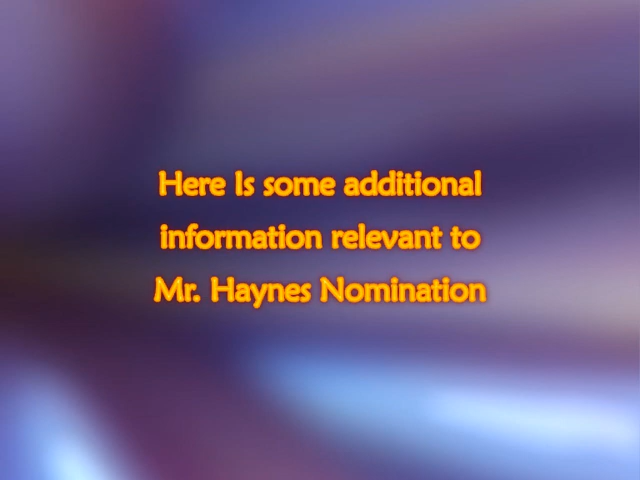 Here Is some additional
information relevant to
Mr. Haynes Nomination